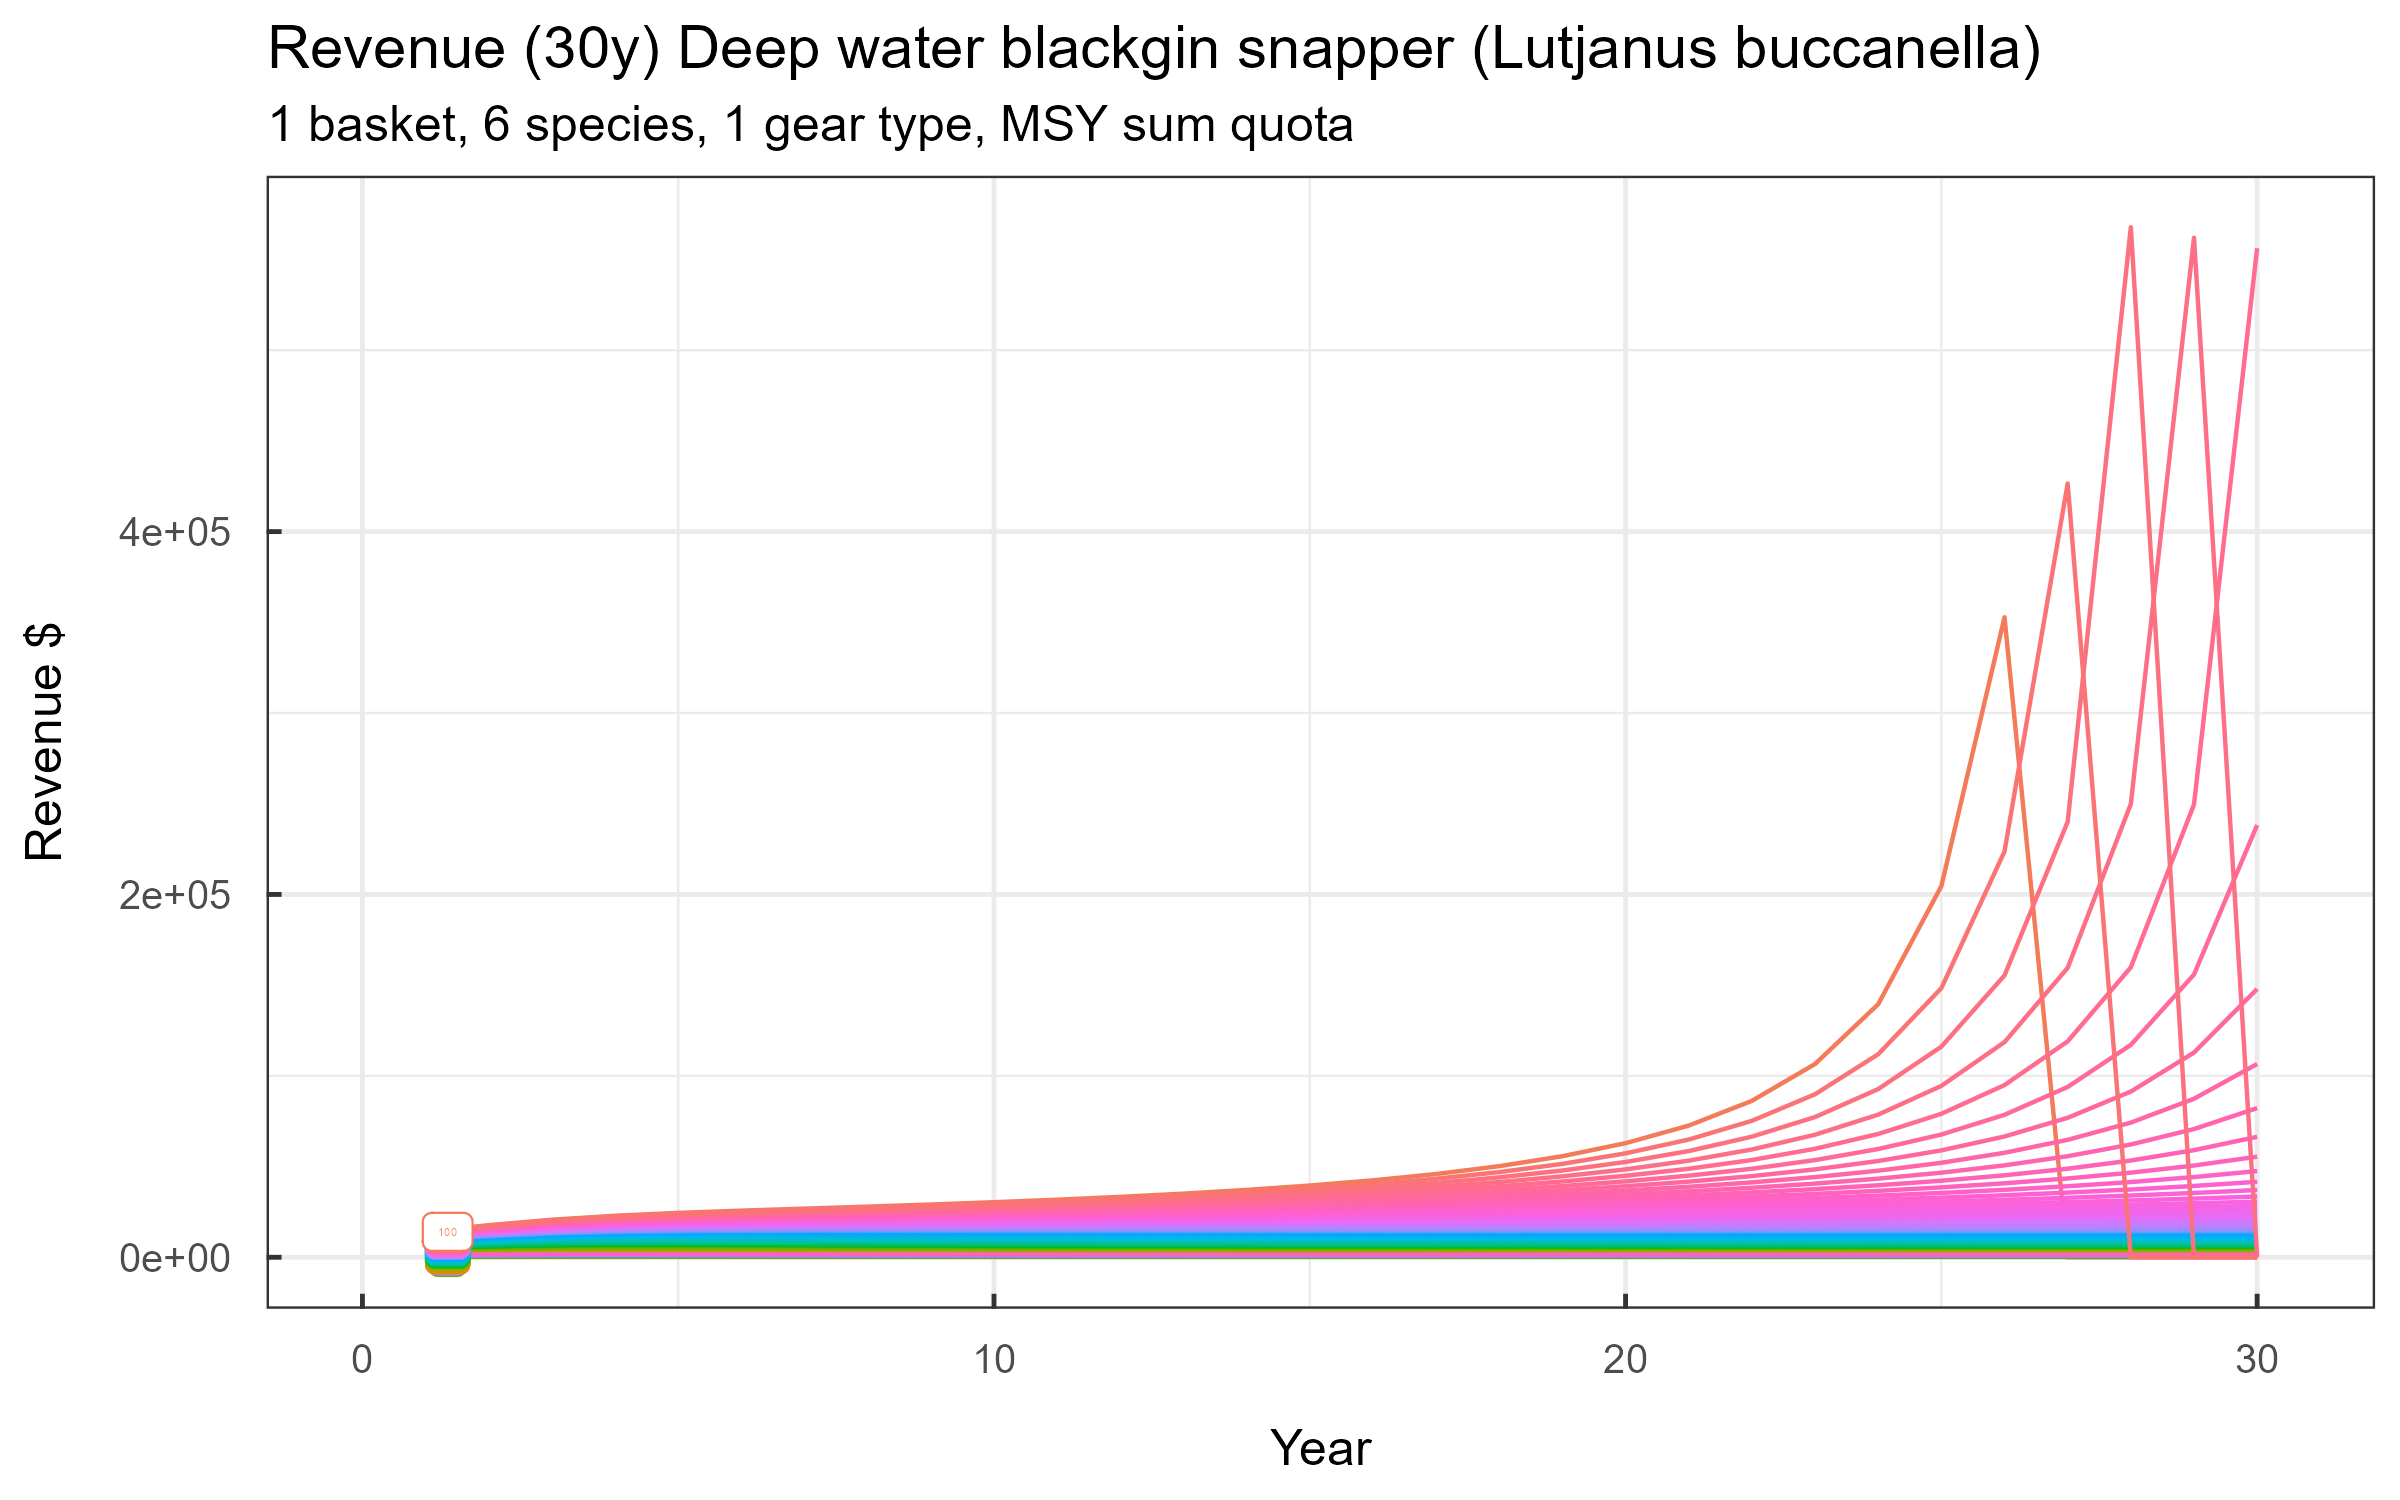 Revenue (30y) Deep water blackgin snapper (Lutjanus buccanella)
1 basket, 6 species, 1 gear type, MSY sum quota
Revenue $
4e+05
2e+05
0e+00
100
0 10 20 30
Year